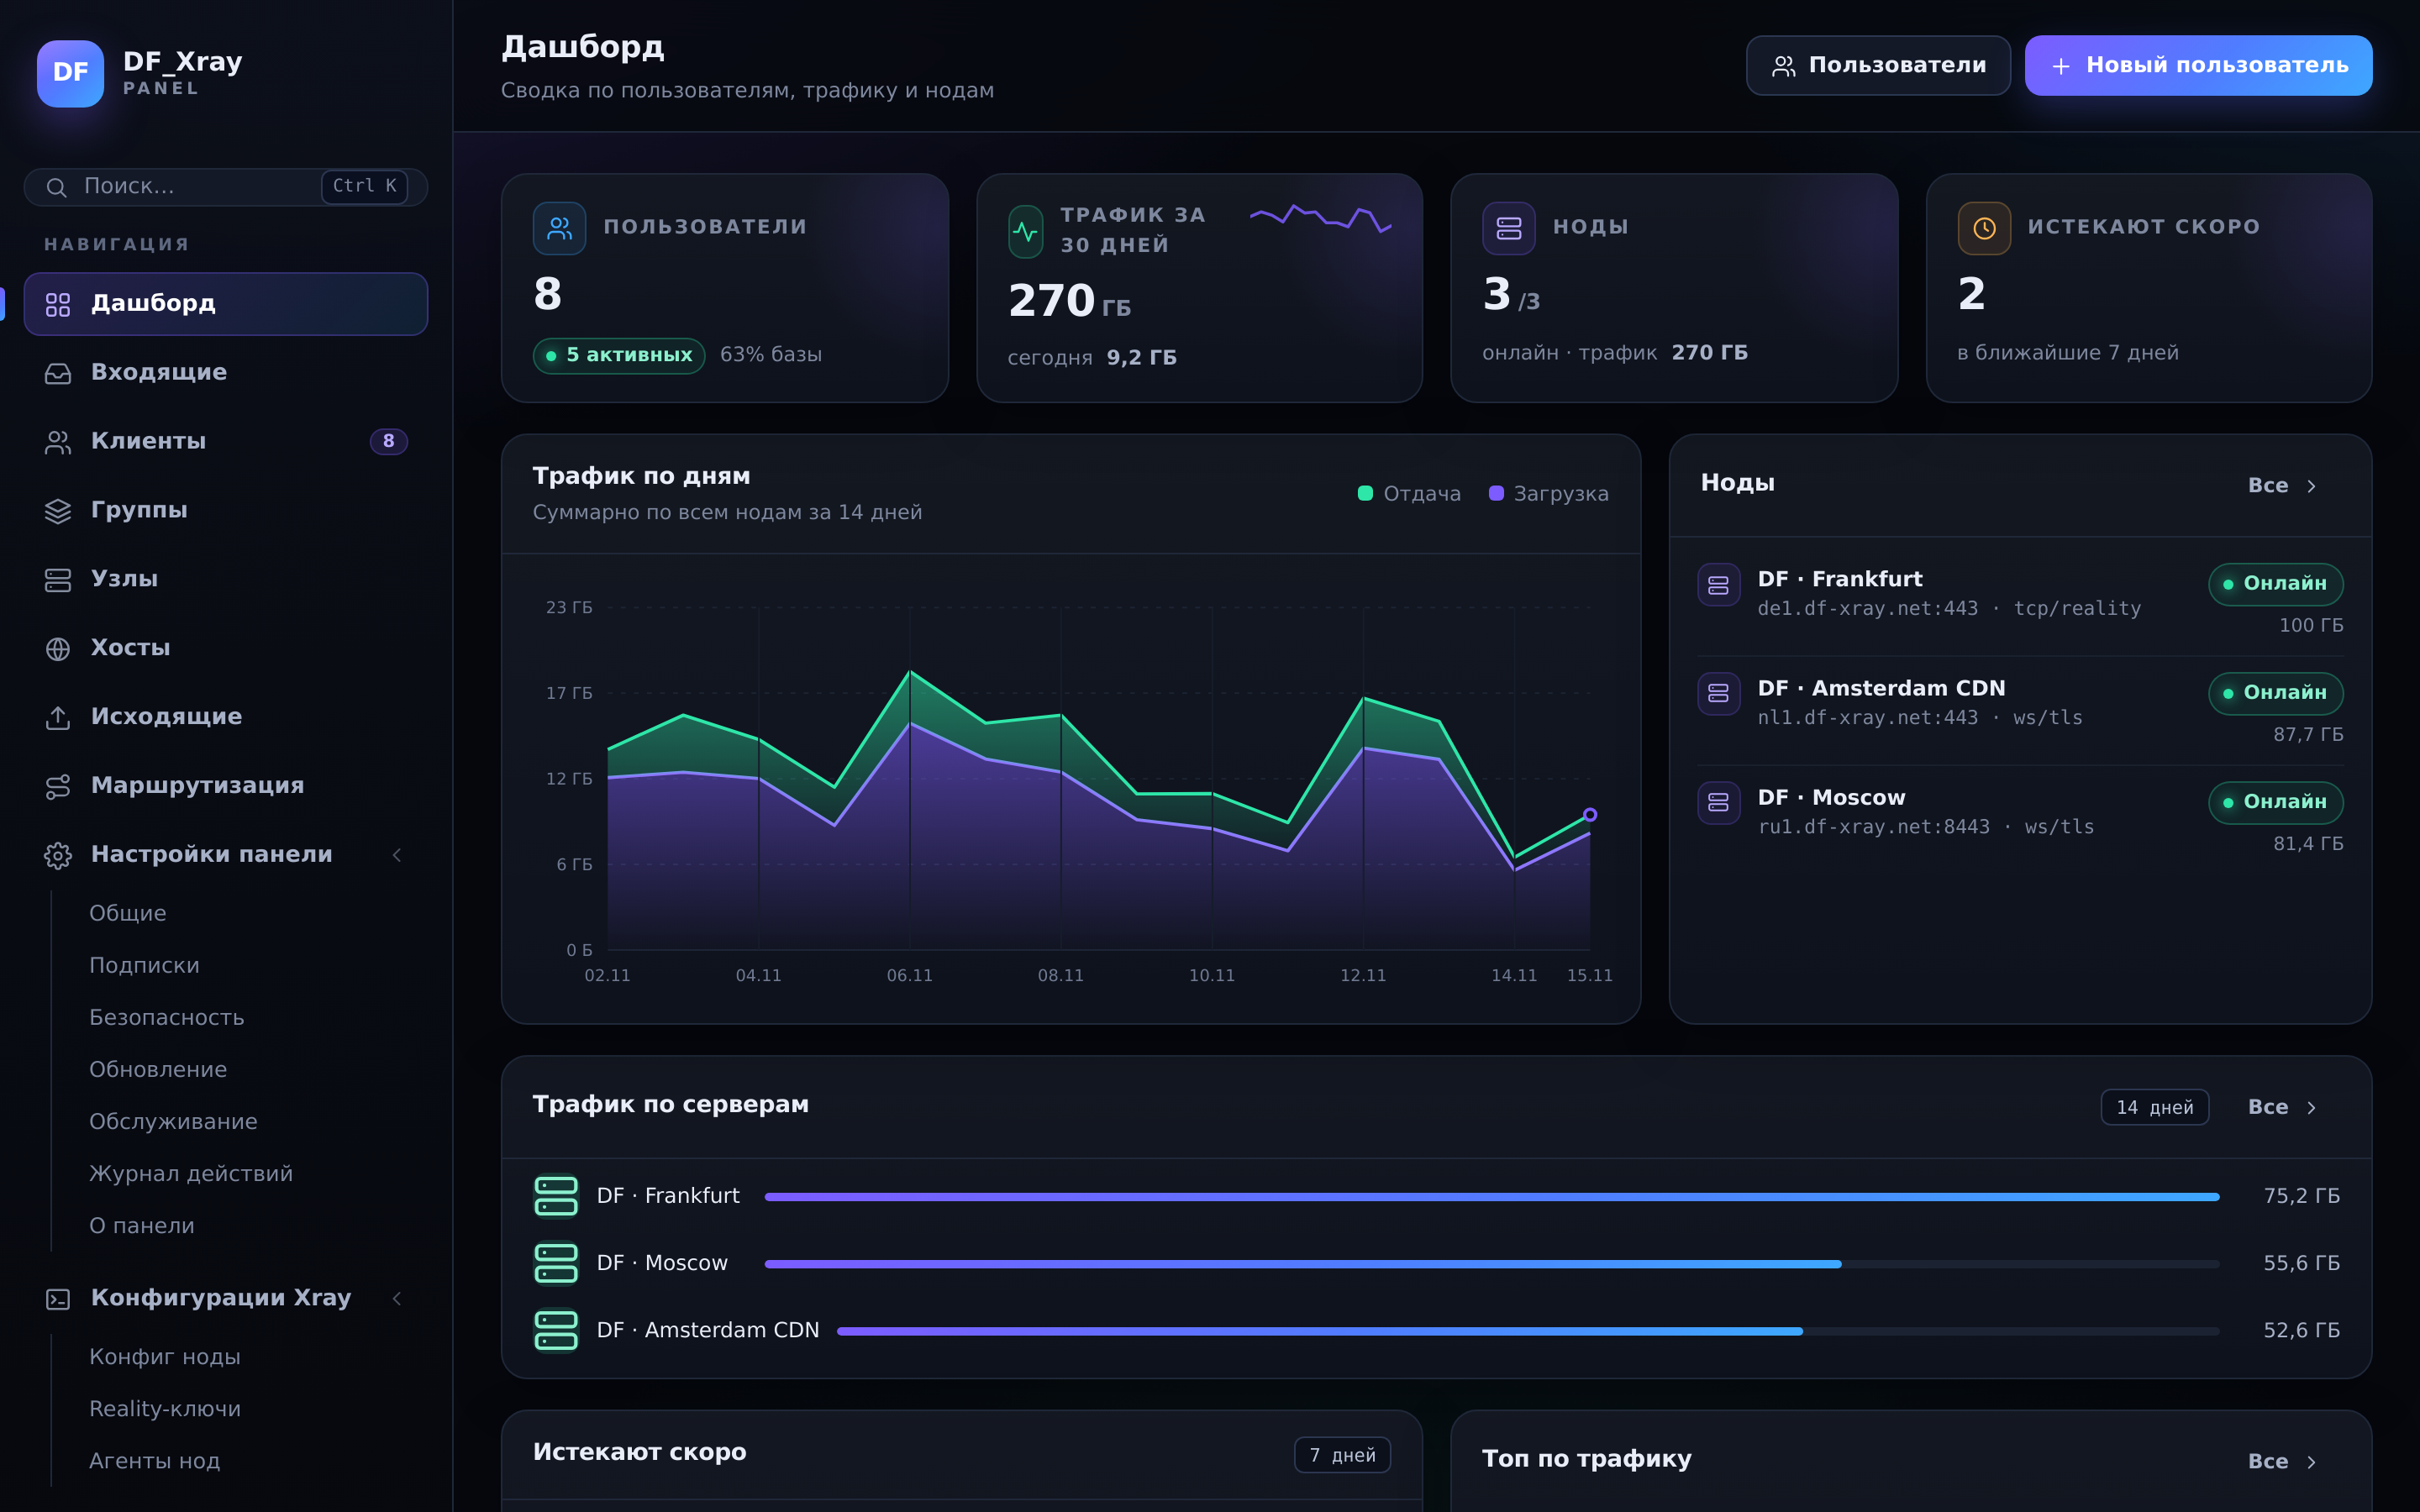 DF
DF_Xray
PANEL
Поиск...
Ctrl K
НАВИГАЦИЯ
Дашборд
Входящие
Клиенты
8
Группы
Узлы
Хосты
Исходящие
Маршрутизация
Настройки панели
Общие
Подписки
Безопасность
Обновление
Обслуживание
Журнал действий
О панели
Конфигурации Xray
Конфиг ноды
Reality-ключи
Агенты нод
Дашборд
Сводка по пользователям, трафику и нодам
Пользователи
Новый пользователь
ПОЛЬЗОВАТЕЛИ
8
5 активных
63% базы
ТРАФИК ЗА
30 ДНЕЙ
270 ГБ
сегодня 9,2 ГБ
НОДЫ
3 /3
онлайн · трафик 270 ГБ
ИСТЕКАЮТ СКОРО
2
в ближайшие 7 дней
Трафик по дням
Суммарно по всем нодам за 14 дней
Отдача
Загрузка
23 ГБ
17 ГБ
12 ГБ
6 ГБ
0 Б
02.11
04.11
06.11
08.11
10.11
12.11
14.11
15.11
Ноды
Все
DF · Frankfurt
de1.df-xray.net:443 · tcp/reality
Онлайн
100 ГБ
DF · Amsterdam CDN
nl1.df-xray.net:443 · ws/tls
Онлайн
87,7 ГБ
DF · Moscow
ru1.df-xray.net:8443 · ws/tls
Онлайн
81,4 ГБ
Трафик по серверам
14 дней
Все
DF · Frankfurt
75,2 ГБ
DF · Moscow
55,6 ГБ
DF · Amsterdam CDN
52,6 ГБ
Истекают скоро
7 дней
Топ по трафику
Все